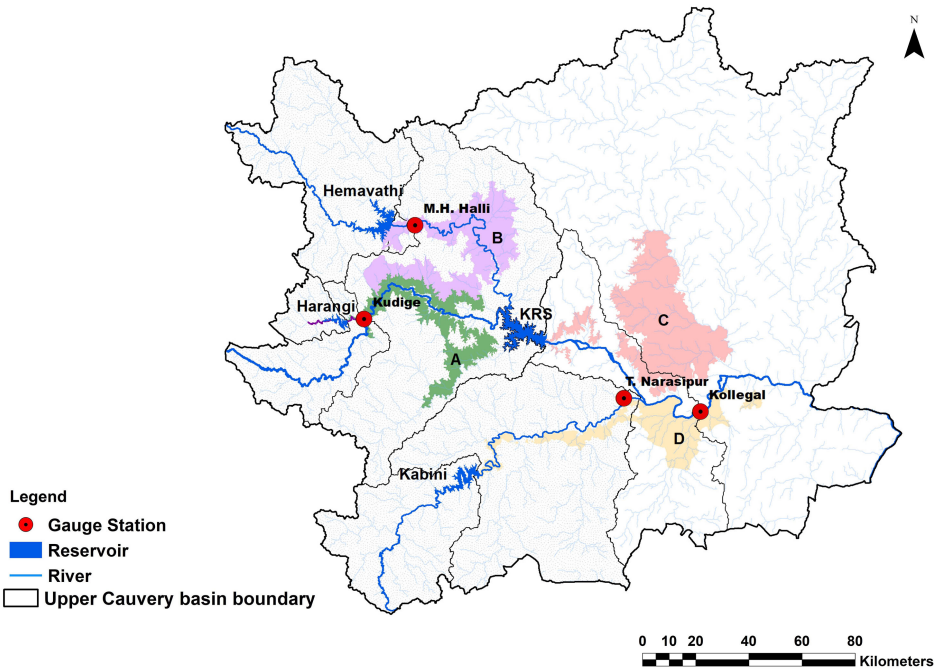 N
Hemavathi
M.H. Halli
B
Harangi
Kudige
KRS
C
A
T. Narasipur
Kollegal
D
Kabini
Legend
Gauge Station
Reservoir
River
Upper Cauvery basin boundary
0 10 20 40 60 80
Kilometers